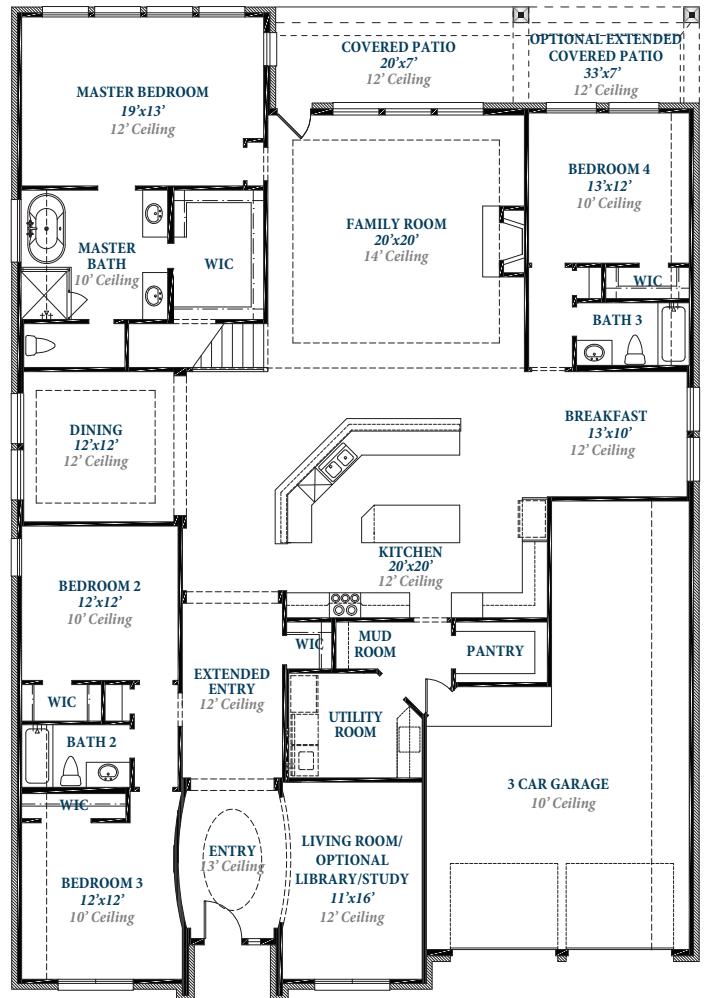 COVERED PATIO
20'x7'
12' Ceiling
OPTIONAL EXTENDED
COVERED PATIO
33'x7'
12' Ceiling
MASTER BEDROOM
19'x13'
12' Ceiling
BEDROOM 4
13'x12'
10' Ceiling
FAMILY ROOM
20'x20'
14' Ceiling
MASTER
BATH
10' Ceiling
WIC
WIC
BATH 3
DINING
12'x12'
12' Ceiling
BREAKFAST
13'x10'
12' Ceiling
KITCHEN
20'x20'
12' Ceiling
BEDROOM 2
12'x12'
10' Ceiling
WIC
MUD
ROOM
PANTRY
EXTENDED
ENTRY
12' Ceiling
WIC
UTILITY
ROOM
BATH 2
3 CAR GARAGE
10' Ceiling
WIC
ENTRY
13' Ceiling
LIVING ROOM/
OPTIONAL
LIBRARY/STUDY
11'x16'
12' Ceiling
BEDROOM 3
12'x12'
10' Ceiling